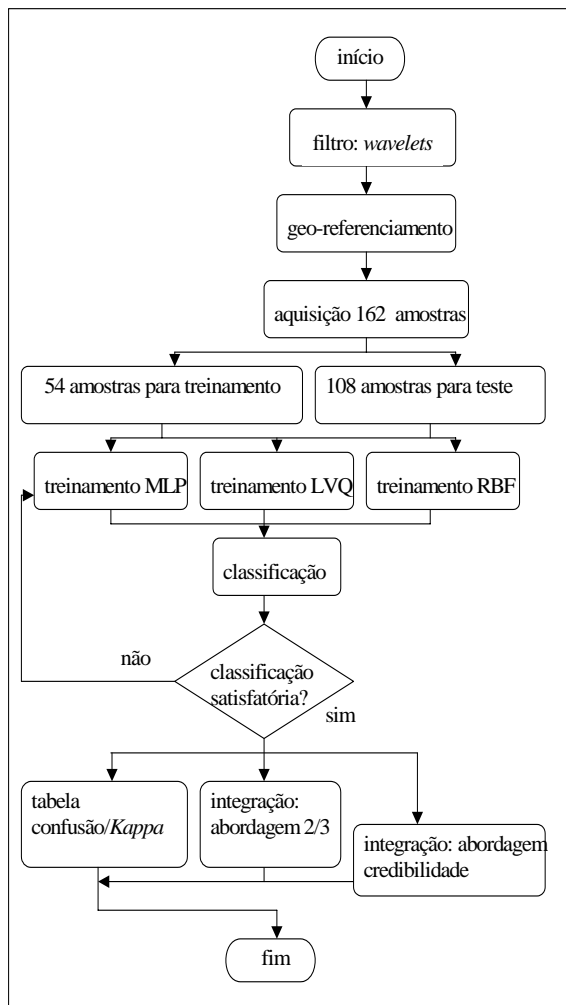 início
filtro: wavelets
geo-referenciamento
aquisição 162 amostras
54 amostras para treinamento
108 amostras para teste
treinamento MLP
treinamento LVQ
treinamento RBF
classificação
não
classificação
satisfatória?
sim
tabela
confusão/Kappa
integração:
abordagem 2/3
integração: abordagem
credibilidade
fim